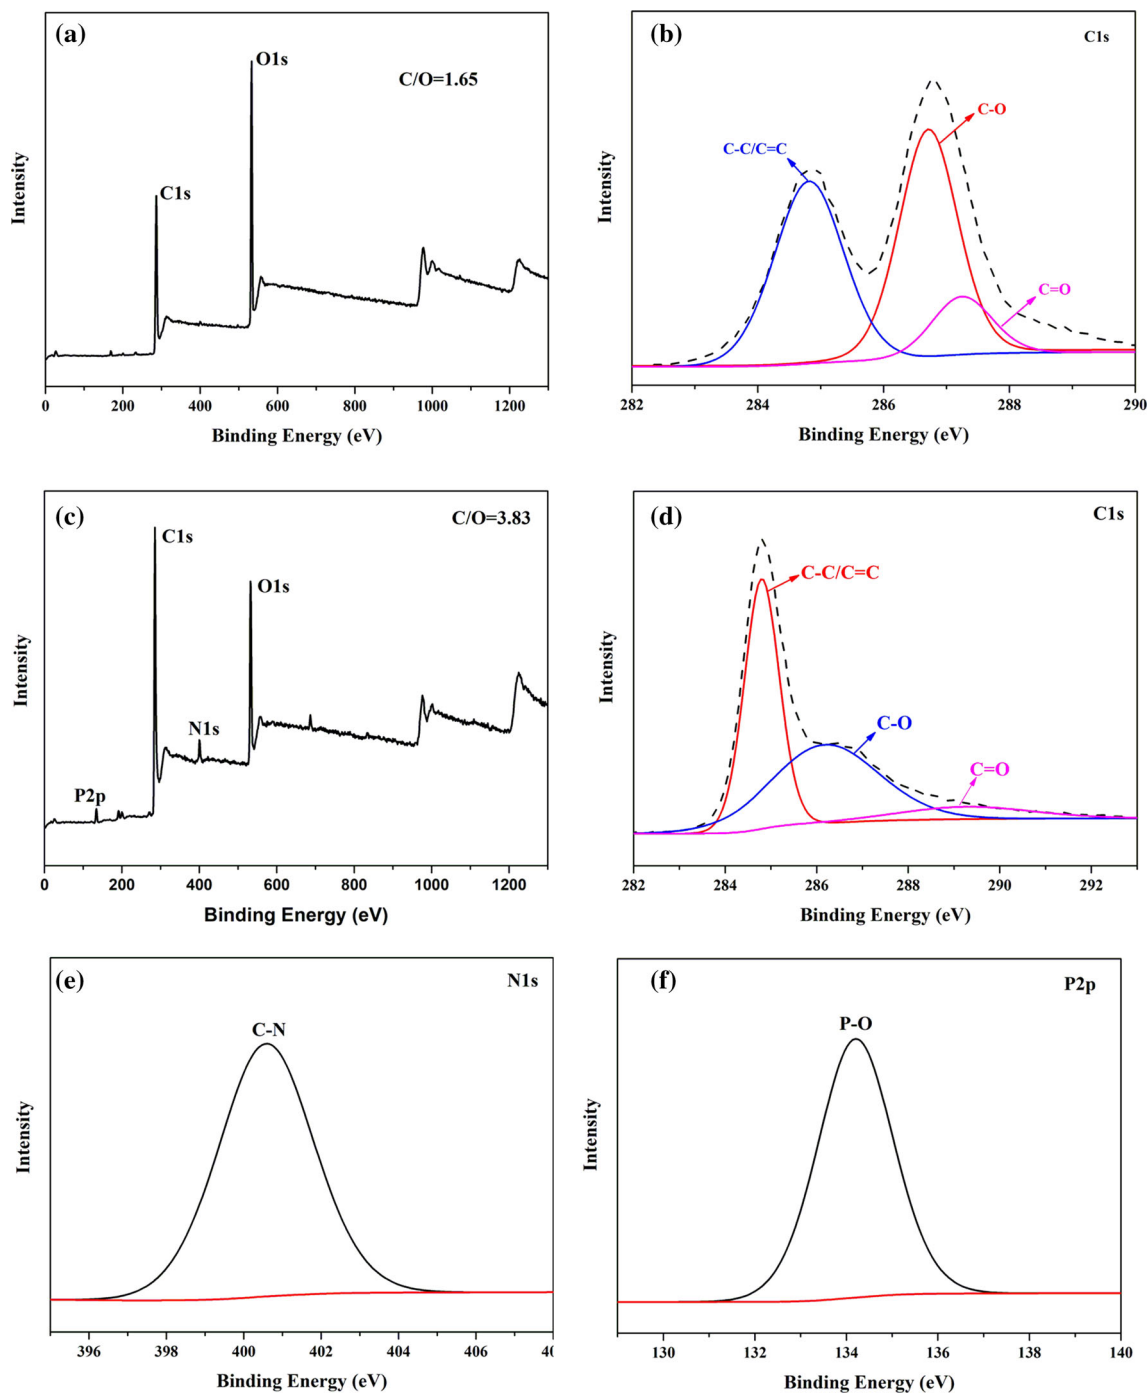 (a)
O1s
C/O=1.65
C1s
Intensity
0 200 400 600 800 1000 1200
Binding Energy (eV)
(b)
C1s
C-O
C-C/C=C
C=O
Intensity
282 284 286 288 290
Binding Energy (eV)
(c)
C/O=3.83
C1s
O1s
N1s
P2p
Intensity
0 200 400 600 800 1000 1200
Binding Energy (eV)
(d)
C1s
C-C/C=C
C-O
C=O
Intensity
282 284 286 288 290 292
Binding Energy (eV)
(e)
N1s
C-N
Intensity
396 398 400 402 404 40
Binding Energy (eV)
(f)
P2p
P-O
Intensity
130 132 134 136 138 140
Binding Energy (eV)